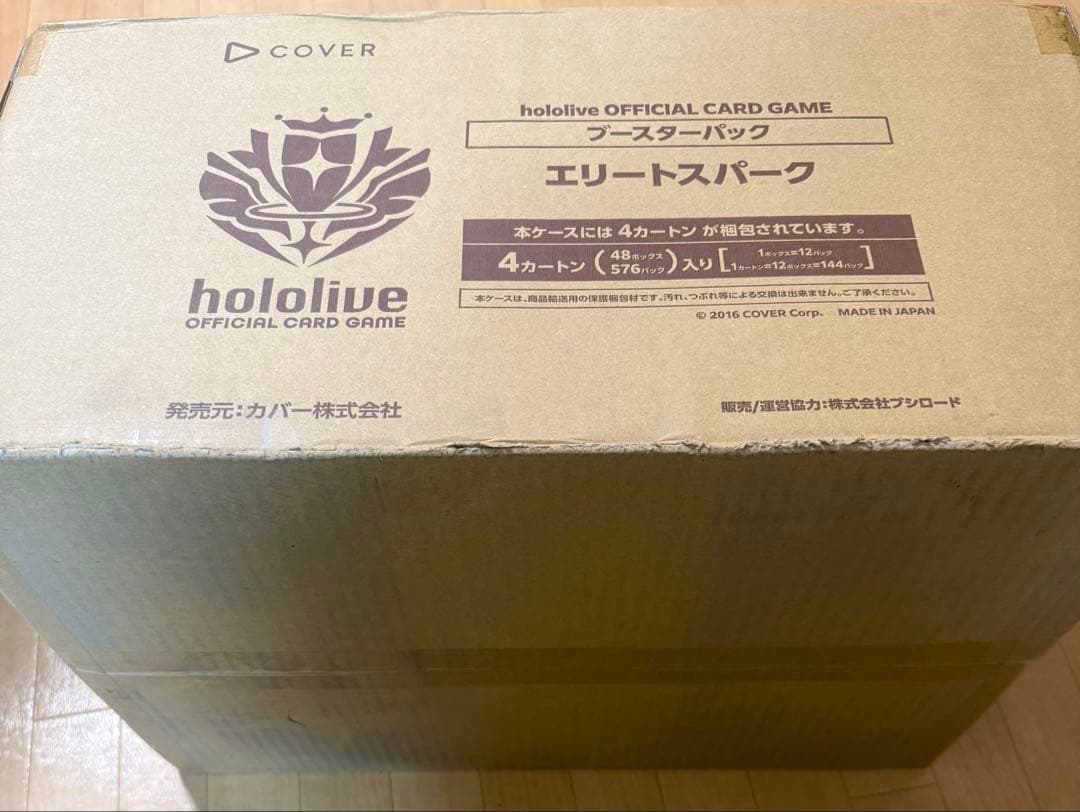 COVER
hololive
OFFICIAL CARD GAME
hololive OFFICIAL CARD GAME
ブースターパック
エリートスパーク
本ケースには 4カートン が梱包されています。
4カートン(48ボックス 576パック)入り[1ボックス=12パック 1カートン=12ボックス=144パック]
本ケースは、商品輸送用の保護梱包材です。汚れ、つぶれ等による交換は出来ません。ご了承ください。
© 2016 COVER Corp. MADE IN JAPAN
発売元:カバー株式会社
販売/運営協力:株式会社ブシロード